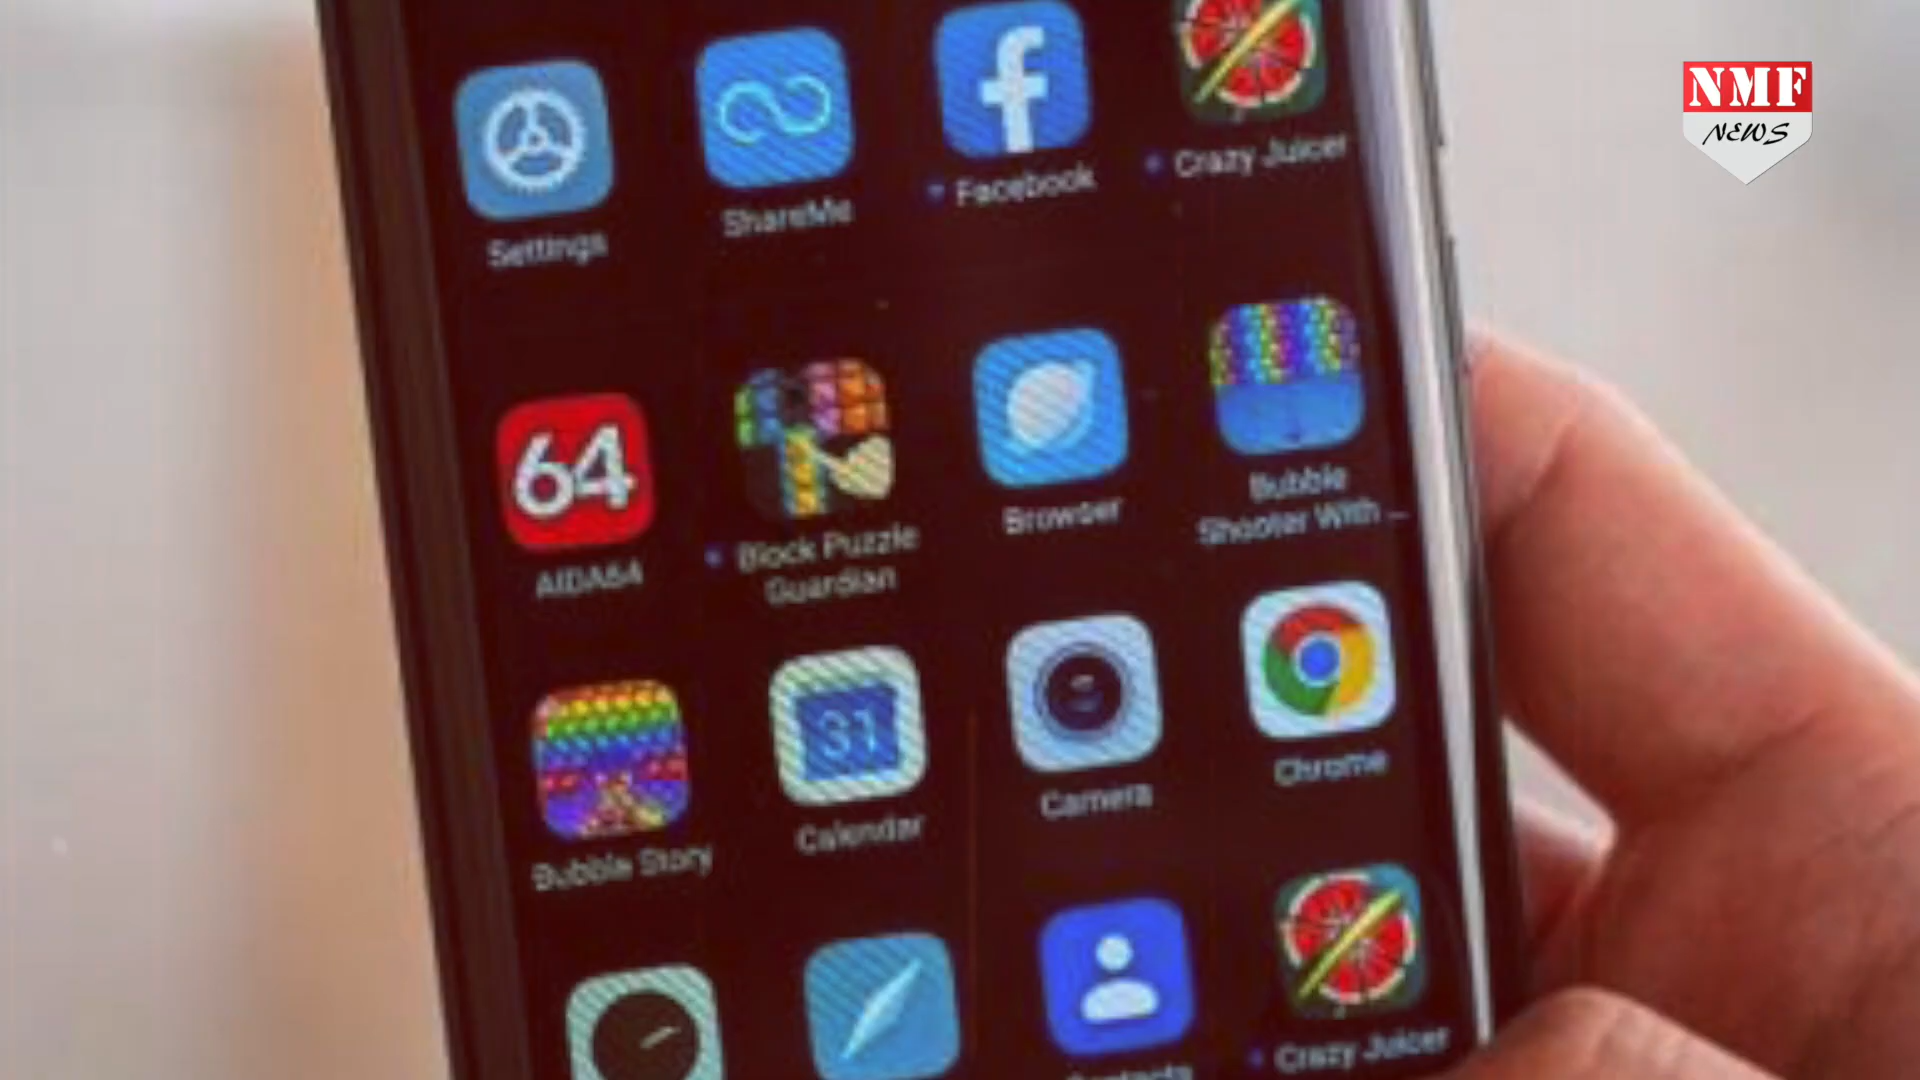 NMF
NEWS
Settings
ShareMe
Facebook
Crazy Juicer
64
AIDA64
Block Puzzle
Guardian
Browser
Bubble
Shooter With ...
Bubble Story
31
Calendar
Camera
Chrome
Contacts
Crazy Juicer